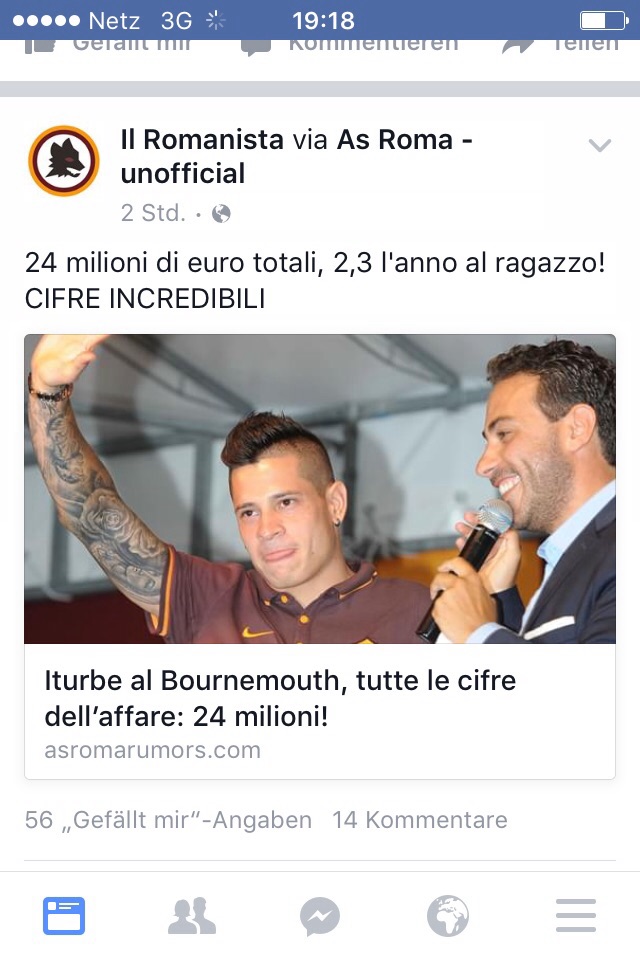 ●●●●● Netz 3G 19:18
Gefällt mir Kommentieren Teilen
Il Romanista via As Roma -
unofficial
2 Std. ·
24 milioni di euro totali, 2,3 l'anno al ragazzo!
CIFRE INCREDIBILI
Iturbe al Bournemouth, tutte le cifre
dell’affare: 24 milioni!
asromarumors.com
56 „Gefällt mir“-Angaben 14 Kommentare